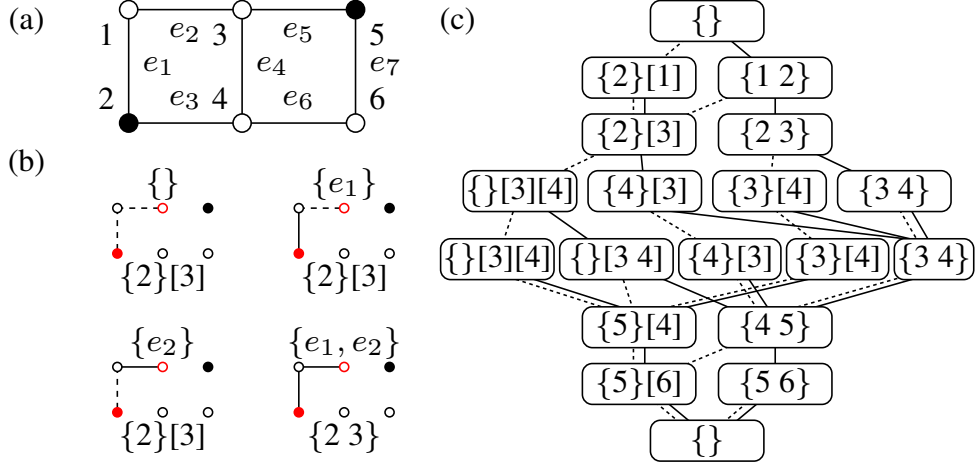 (a)
1 e₂ 3 e₅ 5
e₁ e₄ e₇
2 e₃ 4 e₆ 6
(b)
{} {e₁}
{2}[3] {2}[3]
{e₂} {e₁, e₂}
{2}[3] {2 3}
(c)
{}
{2}[1] {1 2}
{2}[3] {2 3}
{}[3][4] {4}[3] {3}[4] {3 4}
{}[3][4] {}[3 4] {4}[3] {3}[4] {3 4}
{5}[4] {4 5}
{5}[6] {5 6}
{}